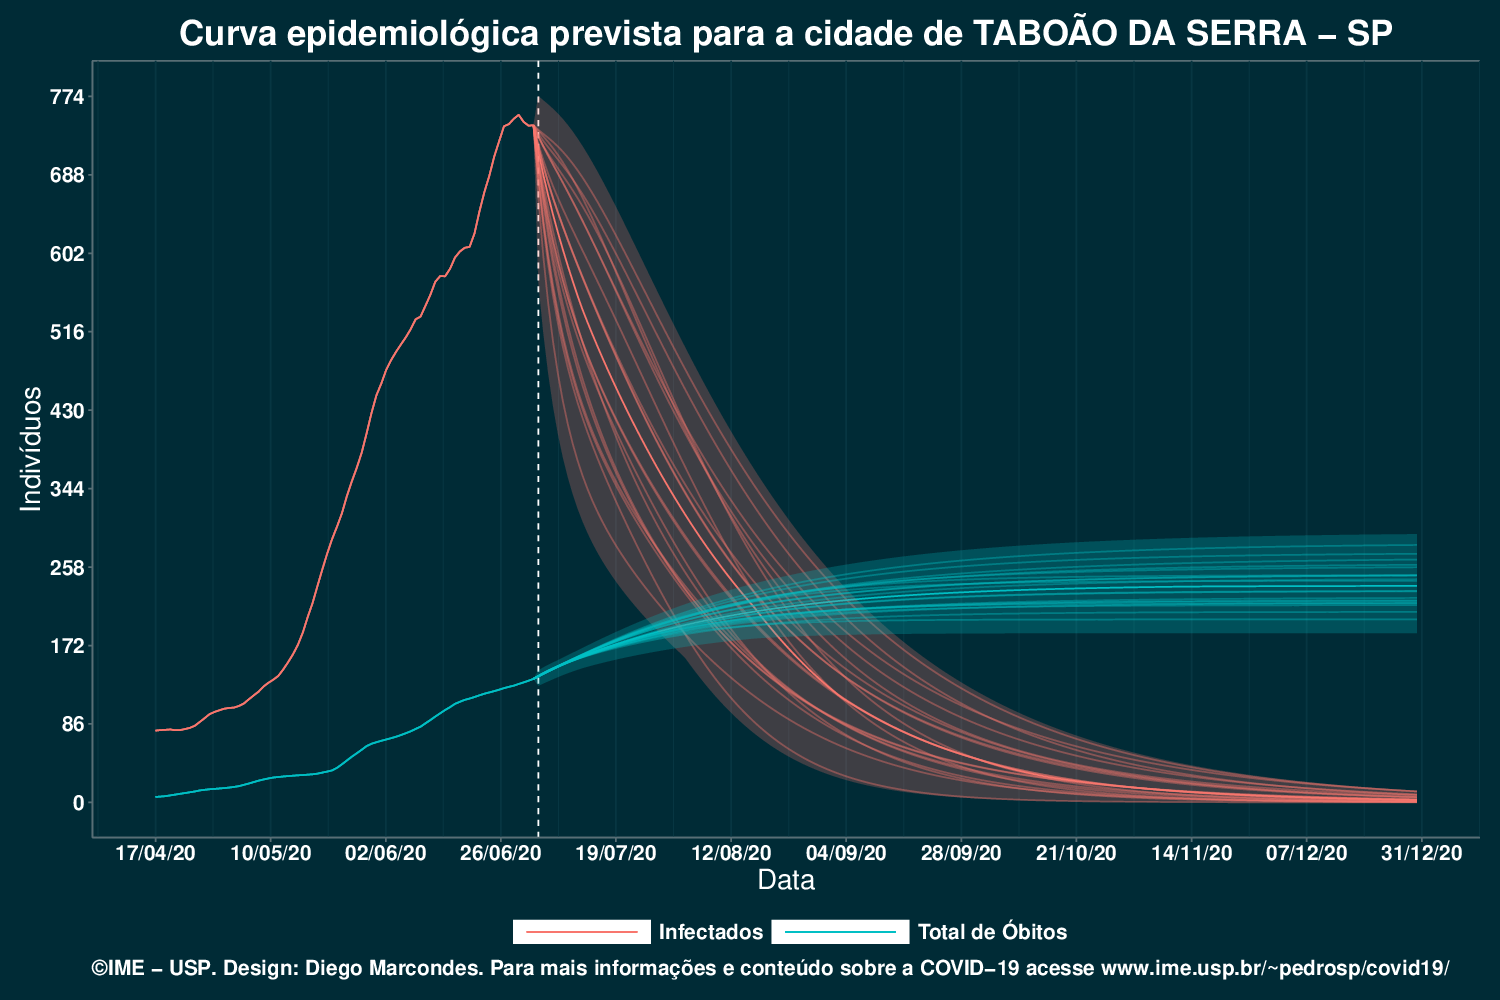 Curva epidemiológica prevista para a cidade de TABOÃO DA SERRA – SP
Indivíduos
774
688
602
516
430
344
258
172
86
0
17/04/20 10/05/20 02/06/20 26/06/20 19/07/20 12/08/20 04/09/20 28/09/20 21/10/20 14/11/20 07/12/20 31/12/20
Data
Infectados Total de Óbitos
©IME – USP. Design: Diego Marcondes. Para mais informações e conteúdo sobre a COVID–19 acesse www.ime.usp.br/~pedrosp/covid19/